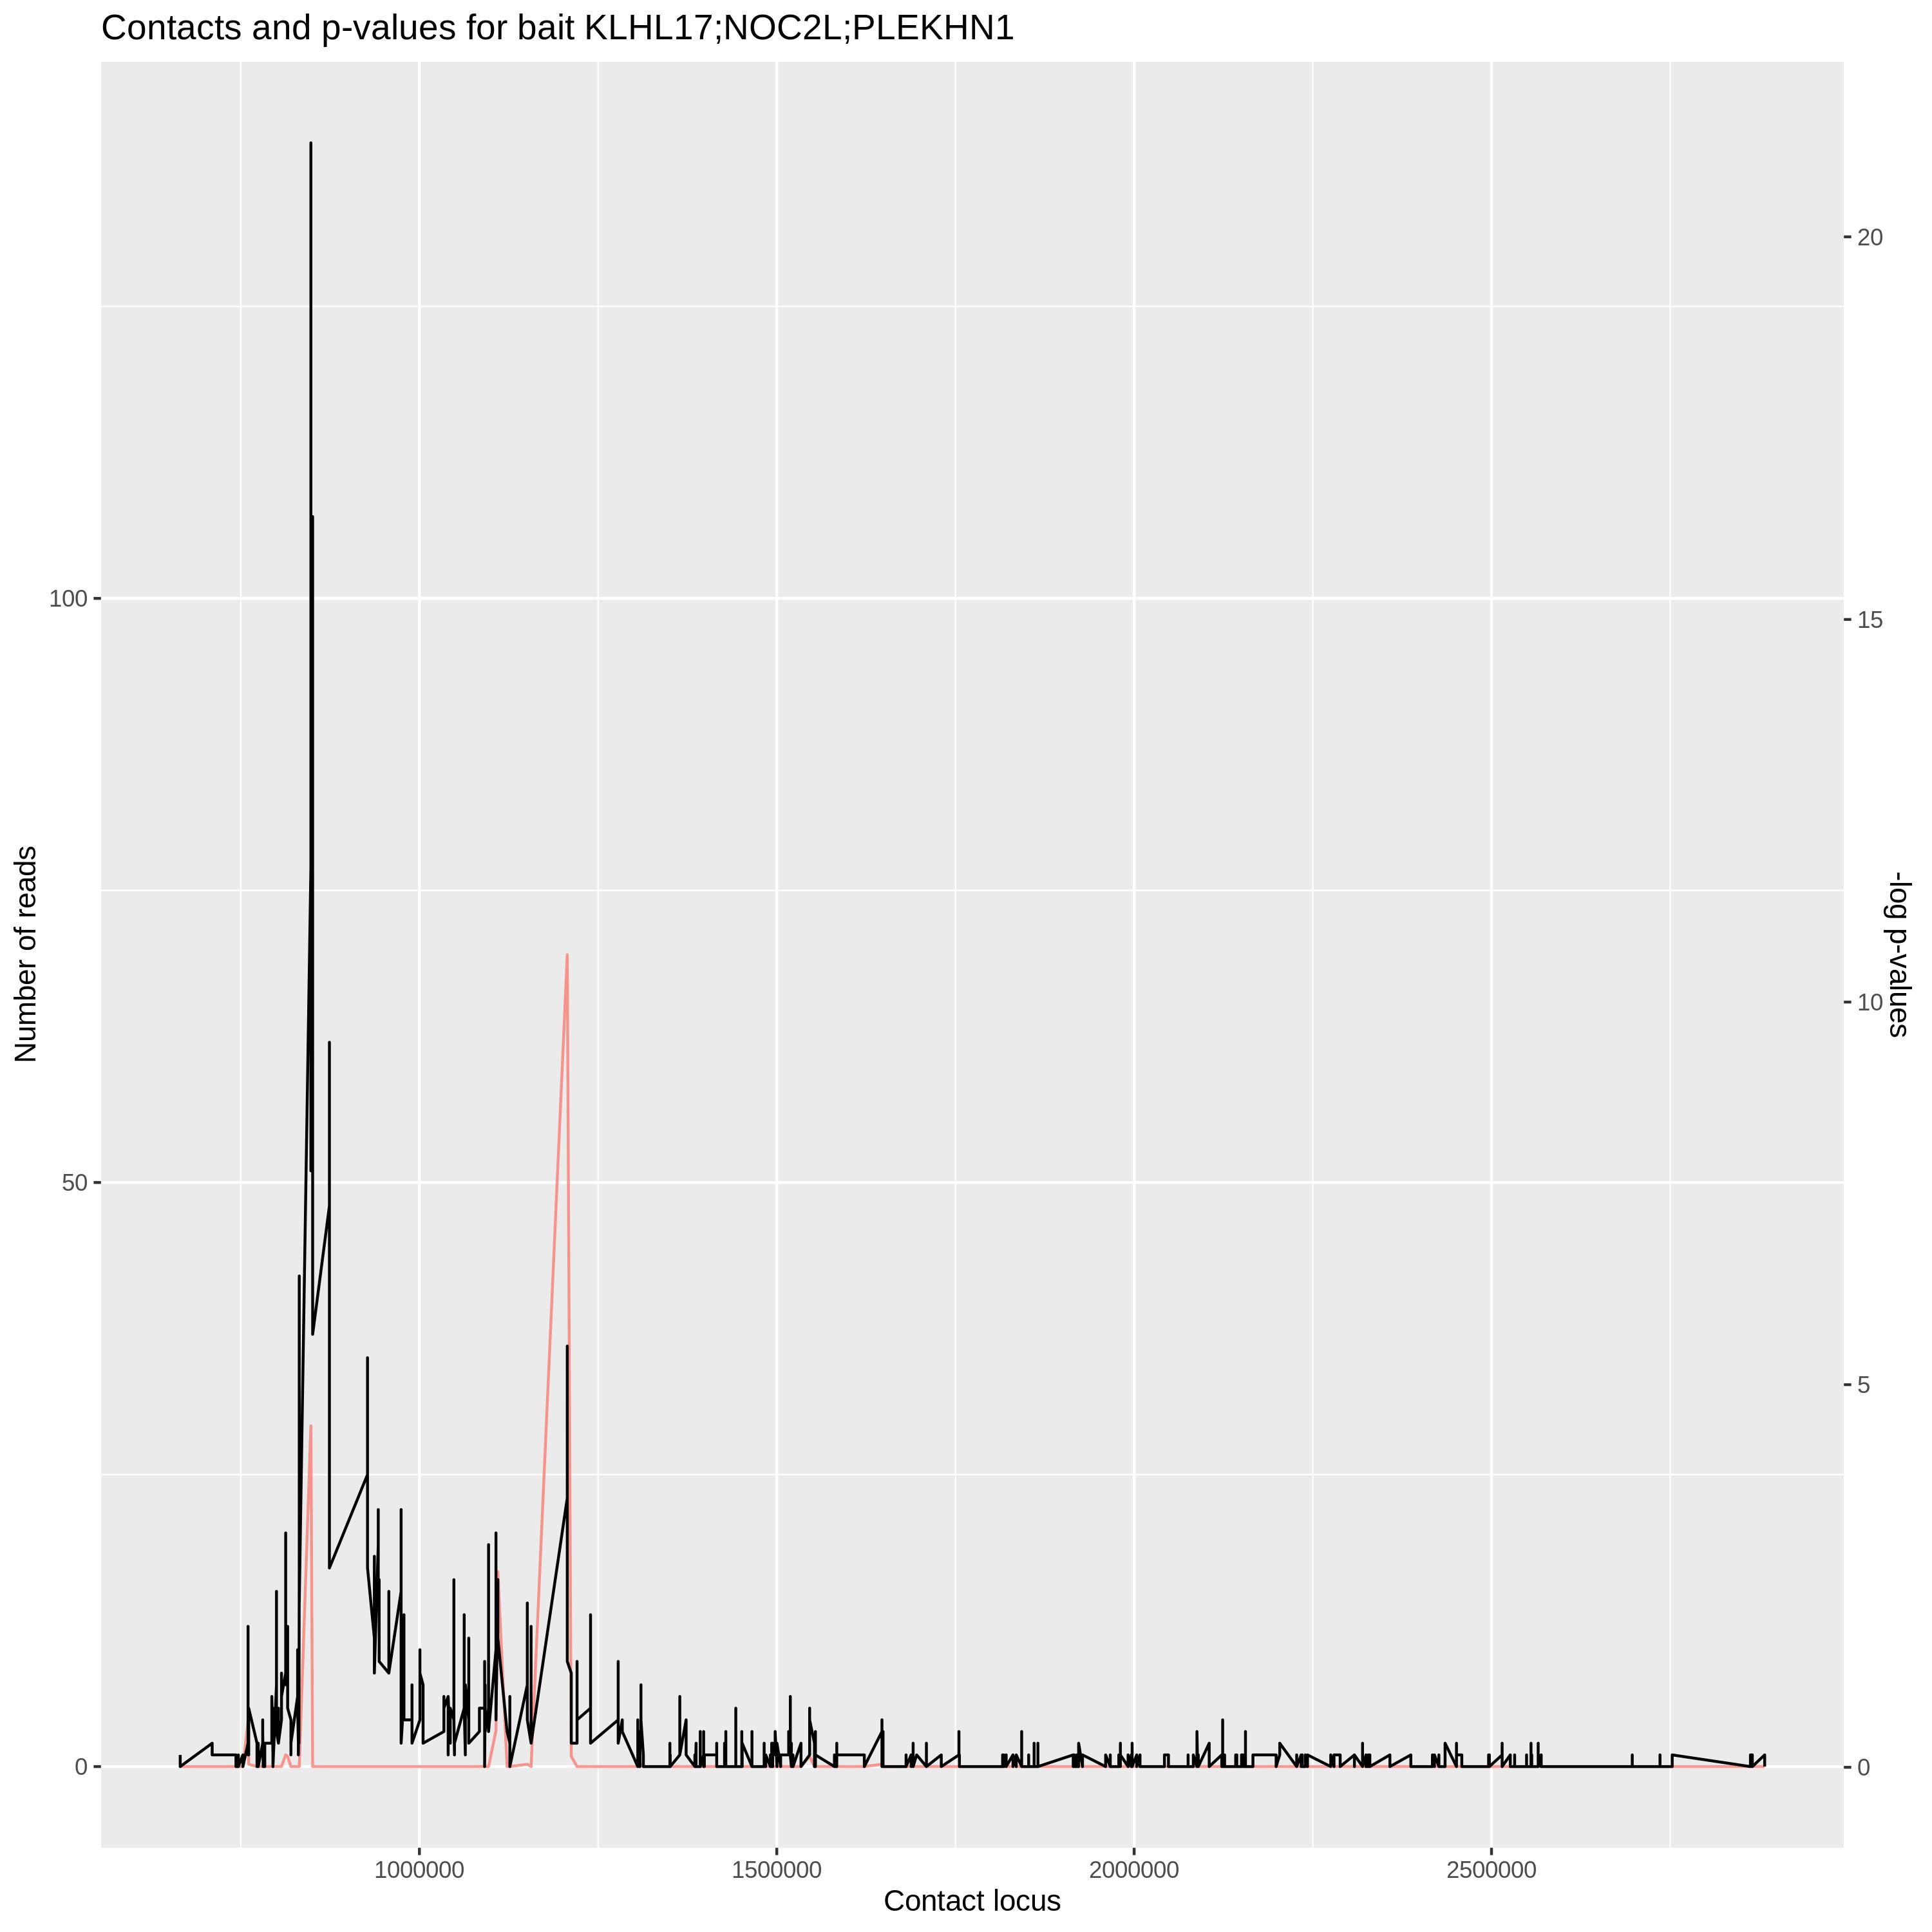 Contacts and p-values for bait KLHL17;NOC2L;PLEKHN1
20
100
15
Number of reads
-log p-values
10
50
5
0
0
1000000 1500000 2000000 2500000
Contact locus